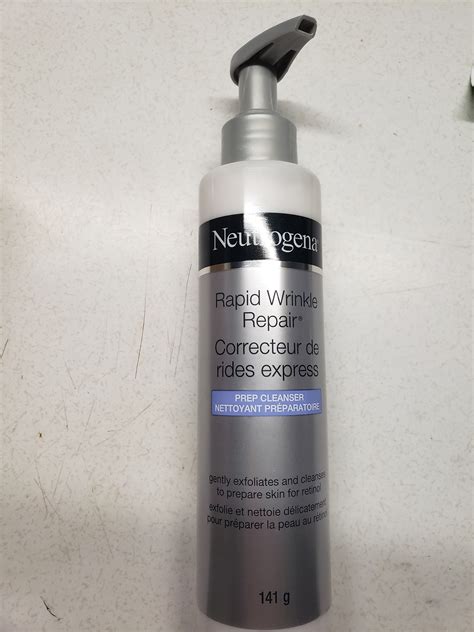 Neutrogena
Rapid Wrinkle
Repair®
Correcteur de
rides express
PREP CLEANSER
NETTOYANT PRÉPARATOIRE
gently exfoliates and cleanses
to prepare skin for retinol
exfolie et nettoie délicatement
pour préparer la peau au rétinol
141 g